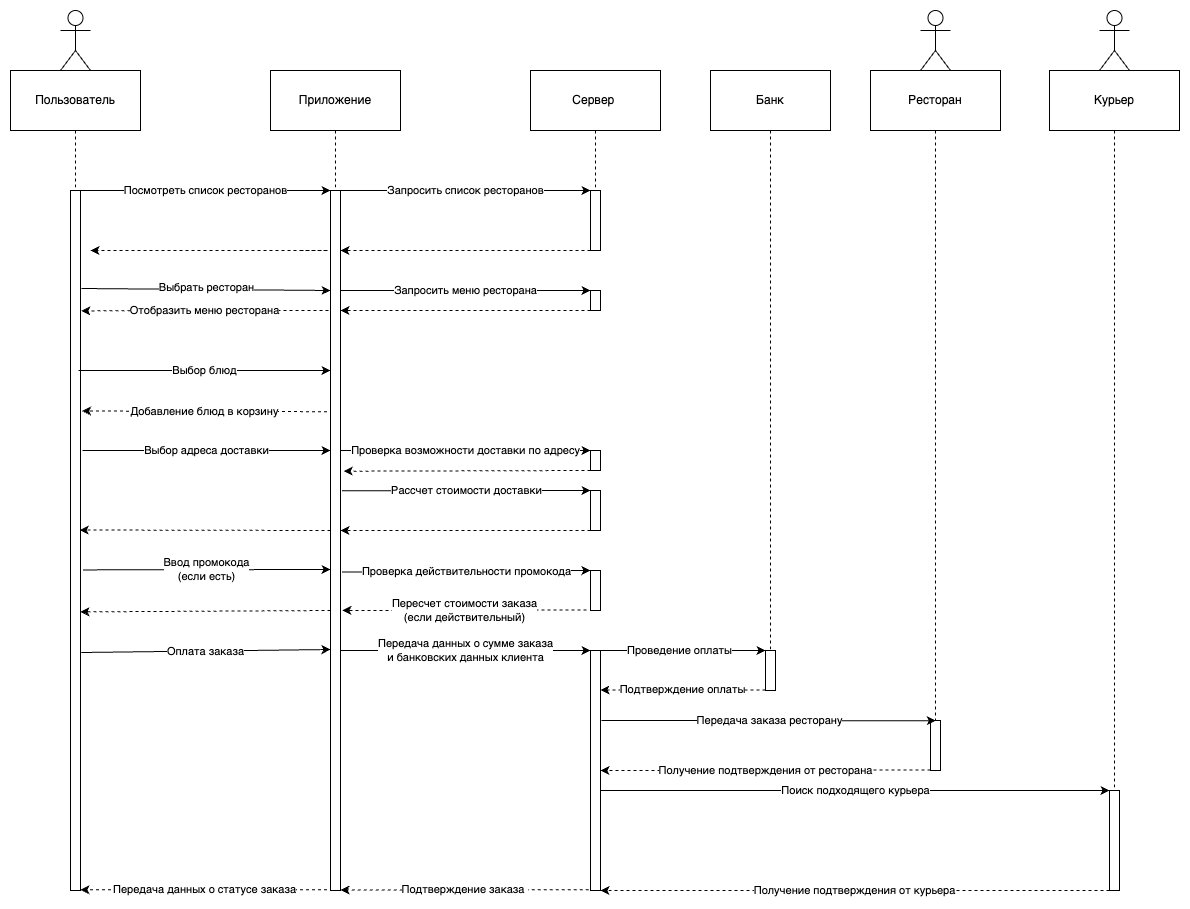 Пользователь
Приложение
Сервер
Банк
Ресторан
Курьер
Посмотреть список ресторанов
Запросить список ресторанов
Выбрать ресторан
Запросить меню ресторана
Отобразить меню ресторана
Выбор блюд
Добавление блюд в корзину
Выбор адреса доставки
Проверка возможности доставки по адресу
Рассчет стоимости доставки
Ввод промокода
(если есть)
Проверка действительности промокода
Пересчет стоимости заказа
(если действительный)
Оплата заказа
Передача данных о сумме заказа
и банковских данных клиента
Проведение оплаты
Подтверждение оплаты
Передача заказа ресторану
Получение подтверждения от ресторана
Поиск подходящего курьера
Передача данных о статусе заказа
Подтверждение заказа
Получение подтверждения от курьера